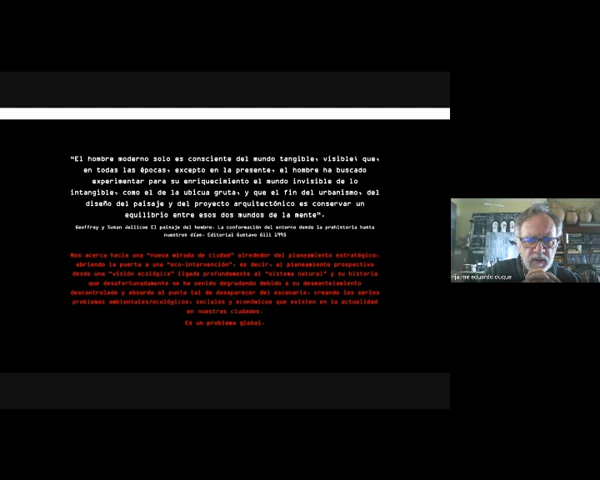 "El hombre moderno solo es consciente del mundo tangible, visible; que,
en todas las épocas, excepto en la presente, el hombre ha buscado
experimentar para su enriquecimiento el mundo invisible de lo
intangible, como el de la ubicua gruta, y que el fin del urbanismo, del
diseño del paisaje y del proyecto arquitectónico es conservar un
equilibrio entre esos dos mundos de la mente".
Geoffrey y Susan Jellicoe El paisaje del hombre. La conformación del entorno desde la prehistoria hasta
nuestros días. Editorial Gustavo Gili 1995
Nos acerca hacia una "nueva mirada de ciudad" alrededor del planeamiento estratégico,
abriendo la puerta a una "eco-intervención", es decir, al planeamiento prospectivo
desde una "visión ecológica" ligada profundamente al "sistema natural" y su historia
que desafortunadamente se ha venido degradando debido a su desmantelamiento
descontrolado y absurdo al punto tal de desaparecer del escenario, creando los serios
problemas ambientales/ecológicos, sociales y económicos que existen en la actualidad
en nuestras ciudades.
Es un problema global.
jaime eduardo duque